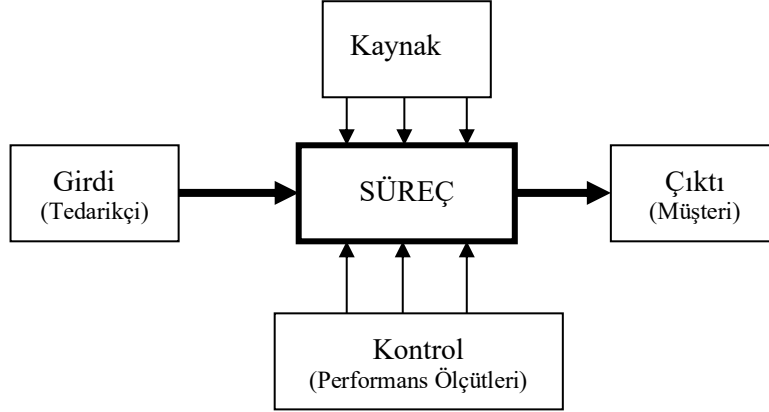 Kaynak
Girdi
(Tedarikçi)
SÜREÇ
Çıktı
(Müşteri)
Kontrol
(Performans Ölçütleri)